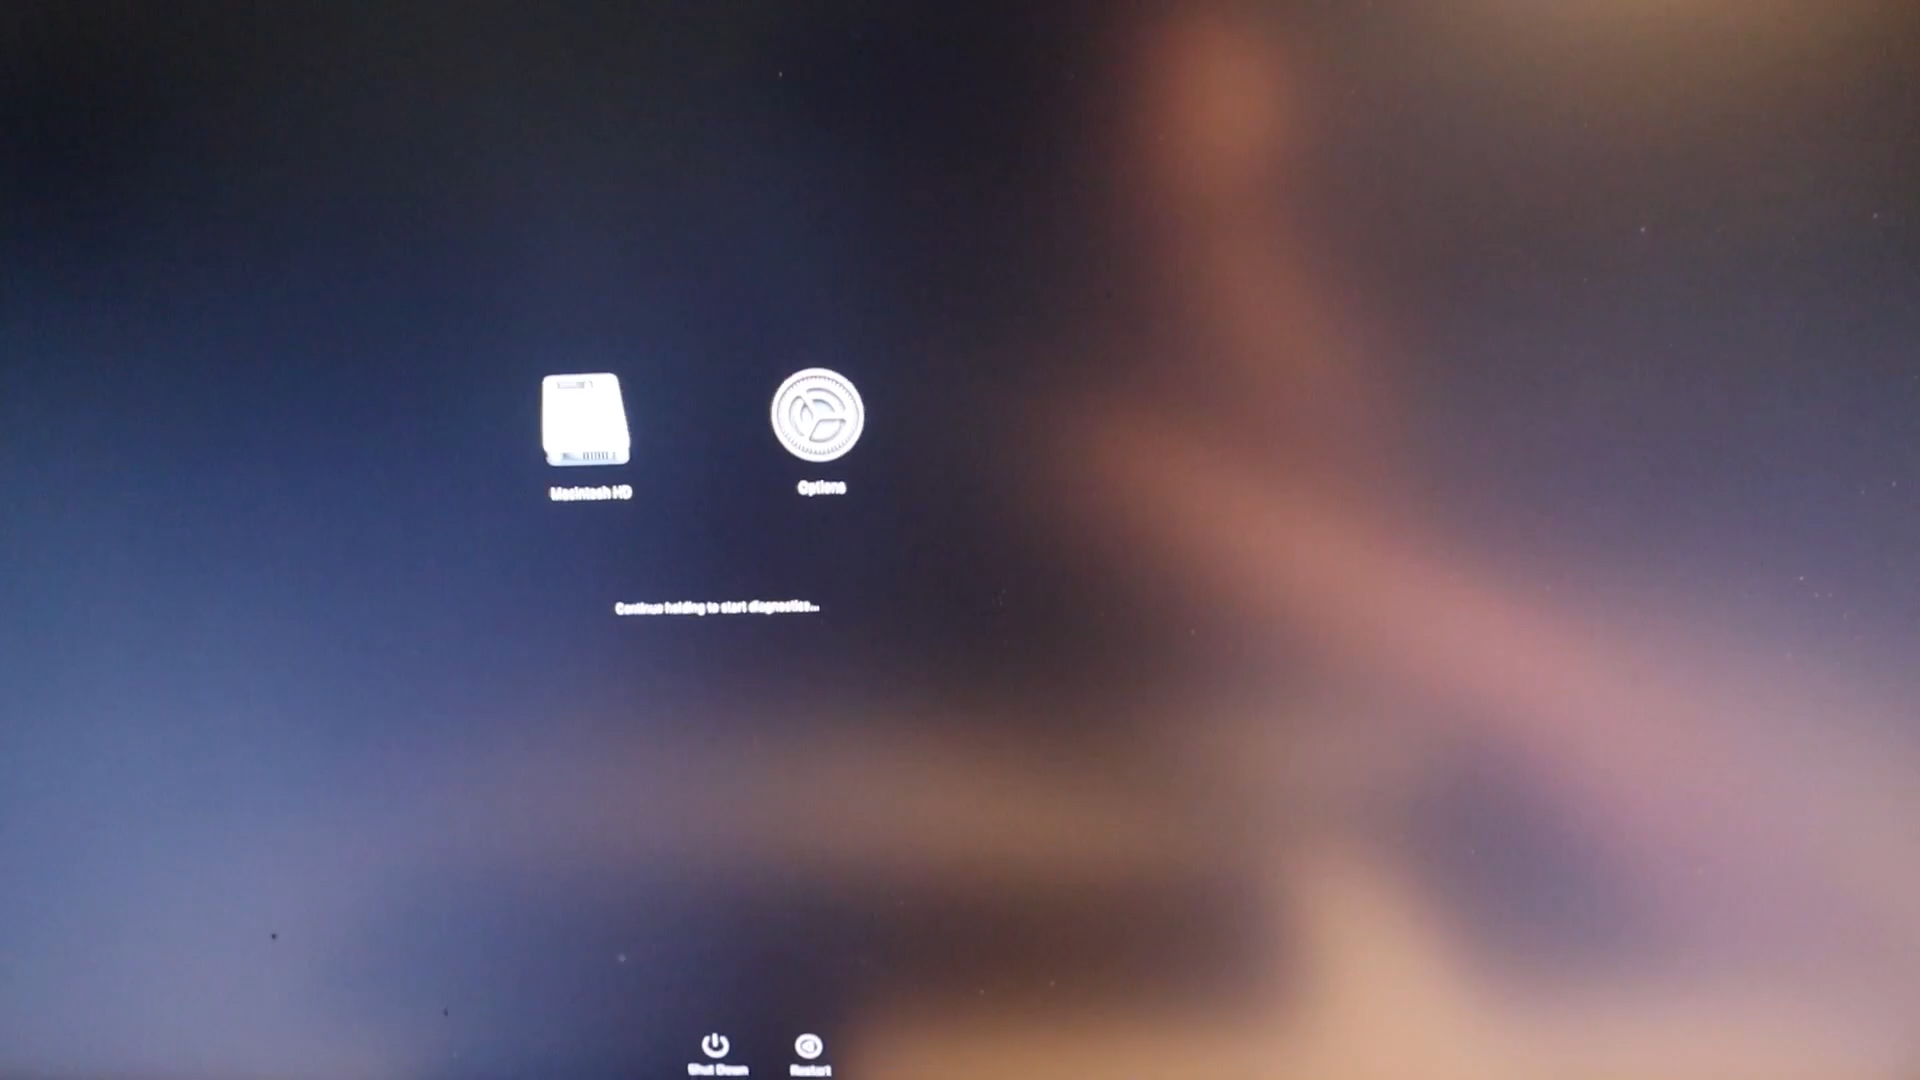 Macintosh HD
Options
Continue holding to start diagnostics...
Shut Down
Restart